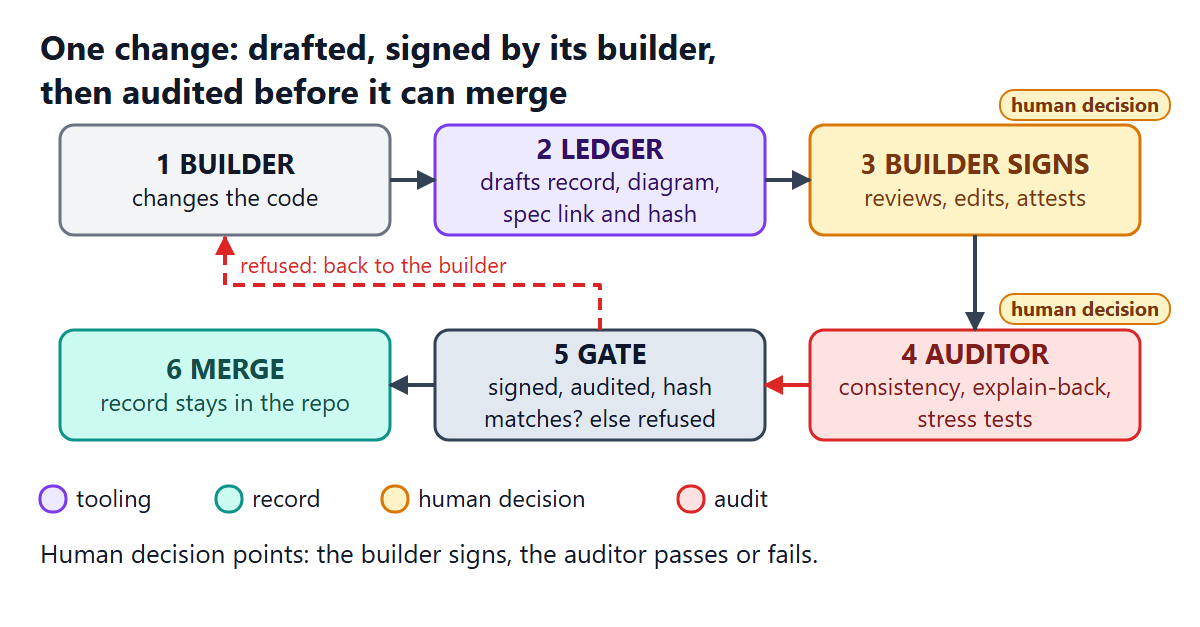 One change: drafted, signed by its builder,
then audited before it can merge
human decision
1 BUILDER
changes the code
2 LEDGER
drafts record, diagram,
spec link and hash
3 BUILDER SIGNS
reviews, edits, attests
refused: back to the builder
human decision
4 AUDITOR
consistency, explain-back,
stress tests
5 GATE
signed, audited, hash
matches? else refused
6 MERGE
record stays in the repo
tooling
record
human decision
audit
Human decision points: the builder signs, the auditor passes or fails.